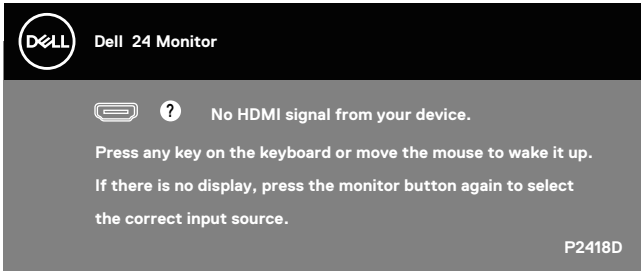 DELL Dell 24 Monitor
? No HDMI signal from your device.
Press any key on the keyboard or move the mouse to wake it up.
If there is no display, press the monitor button again to select
the correct input source.
P2418D